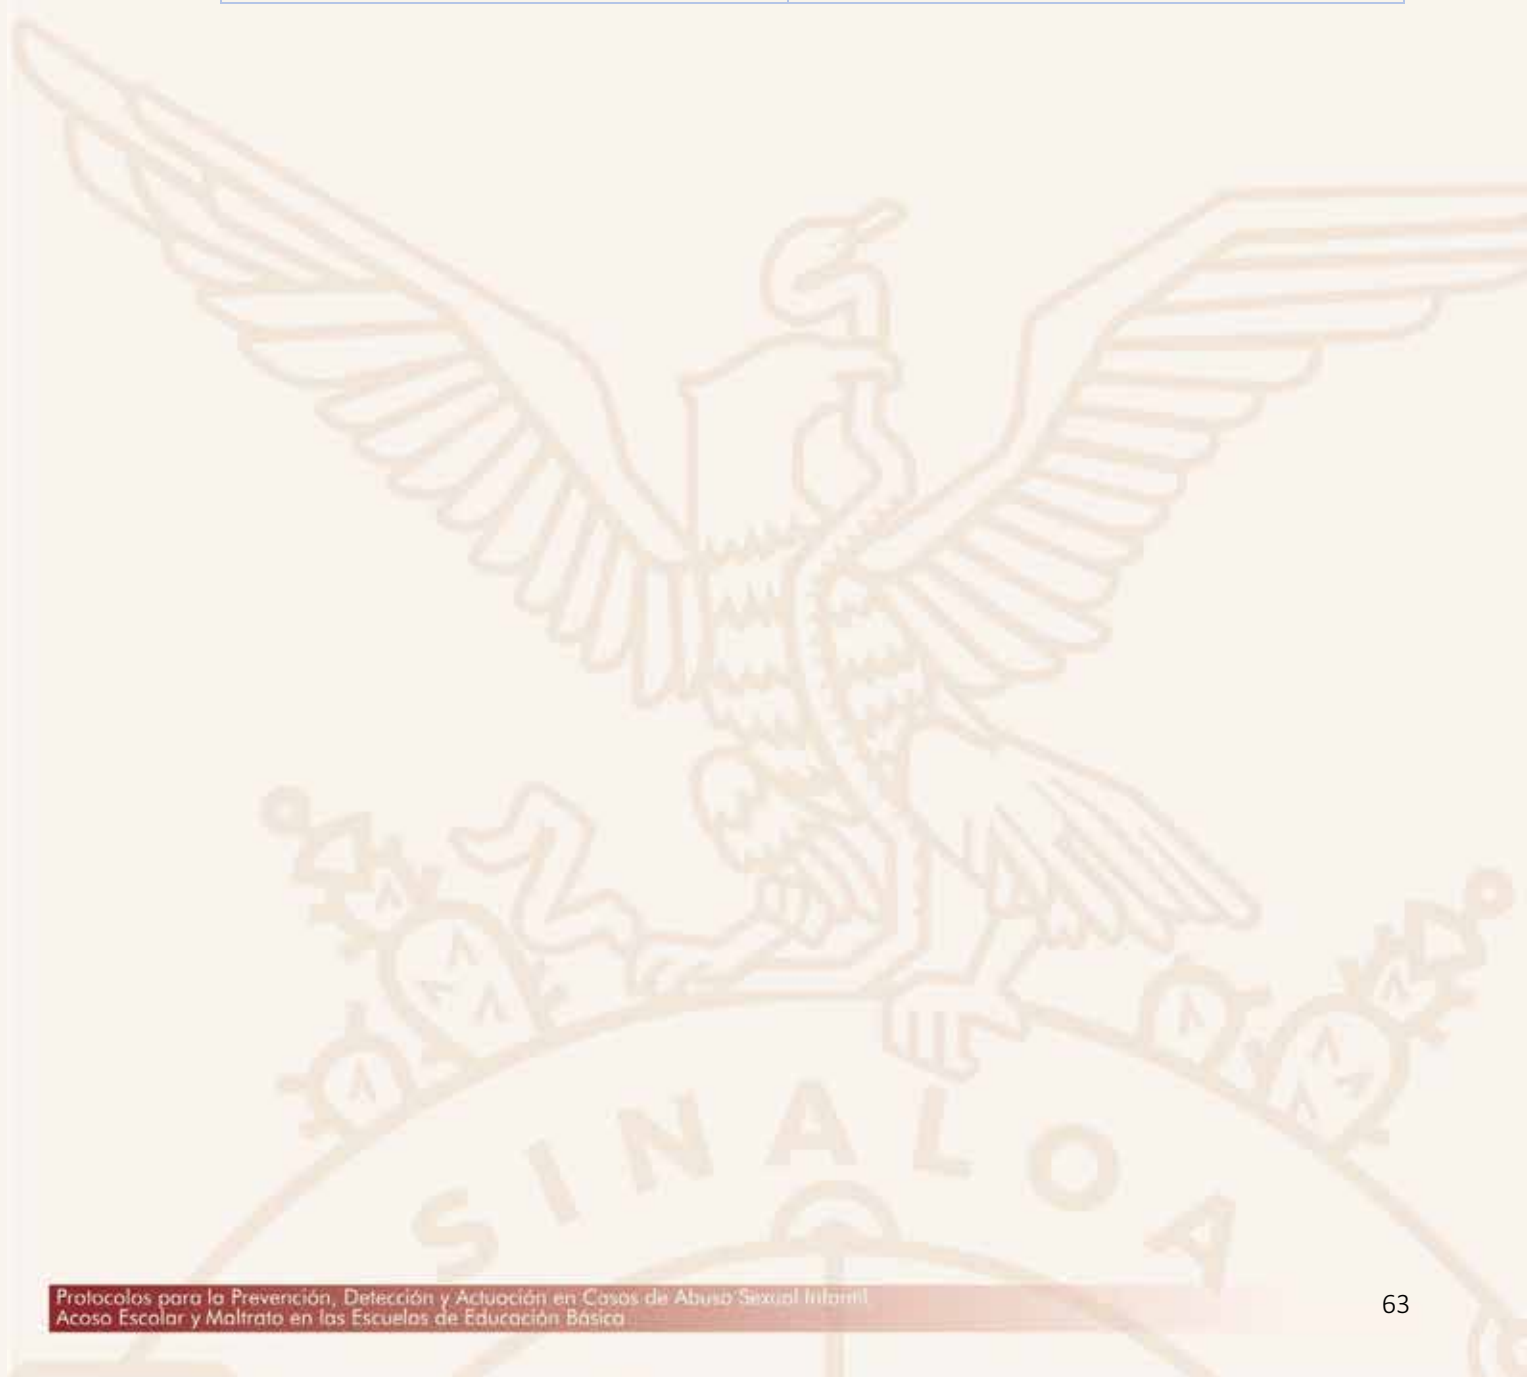 SINALOA
Protocolos para la Prevención, Detección y Actuación en Casos de Abuso Sexual Infantil
Acoso Escolar y Maltrato en las Escuelas de Educación Básica
63